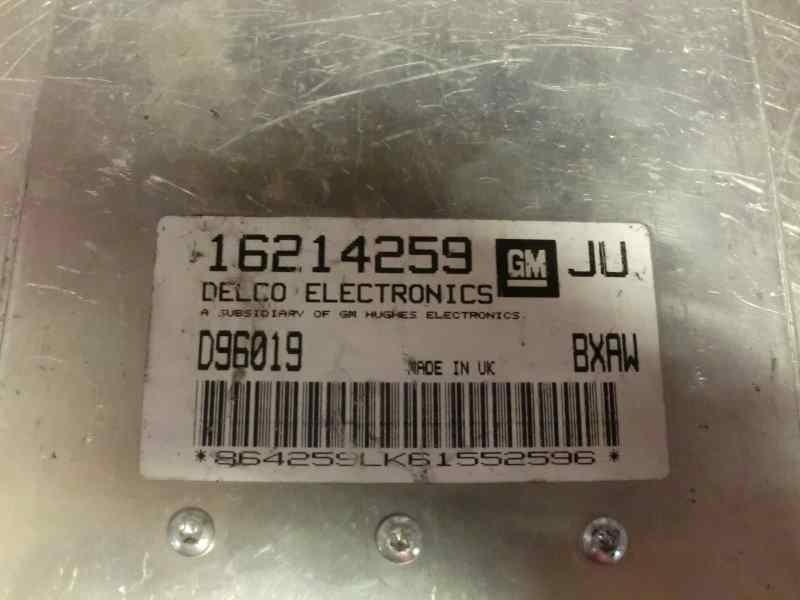 16214259 GM JU
DELCO ELECTRONICS
A SUBSIDIARY OF GM HUGHES ELECTRONICS.
D96019 MADE IN UK BXAW
*864259LK61552596*